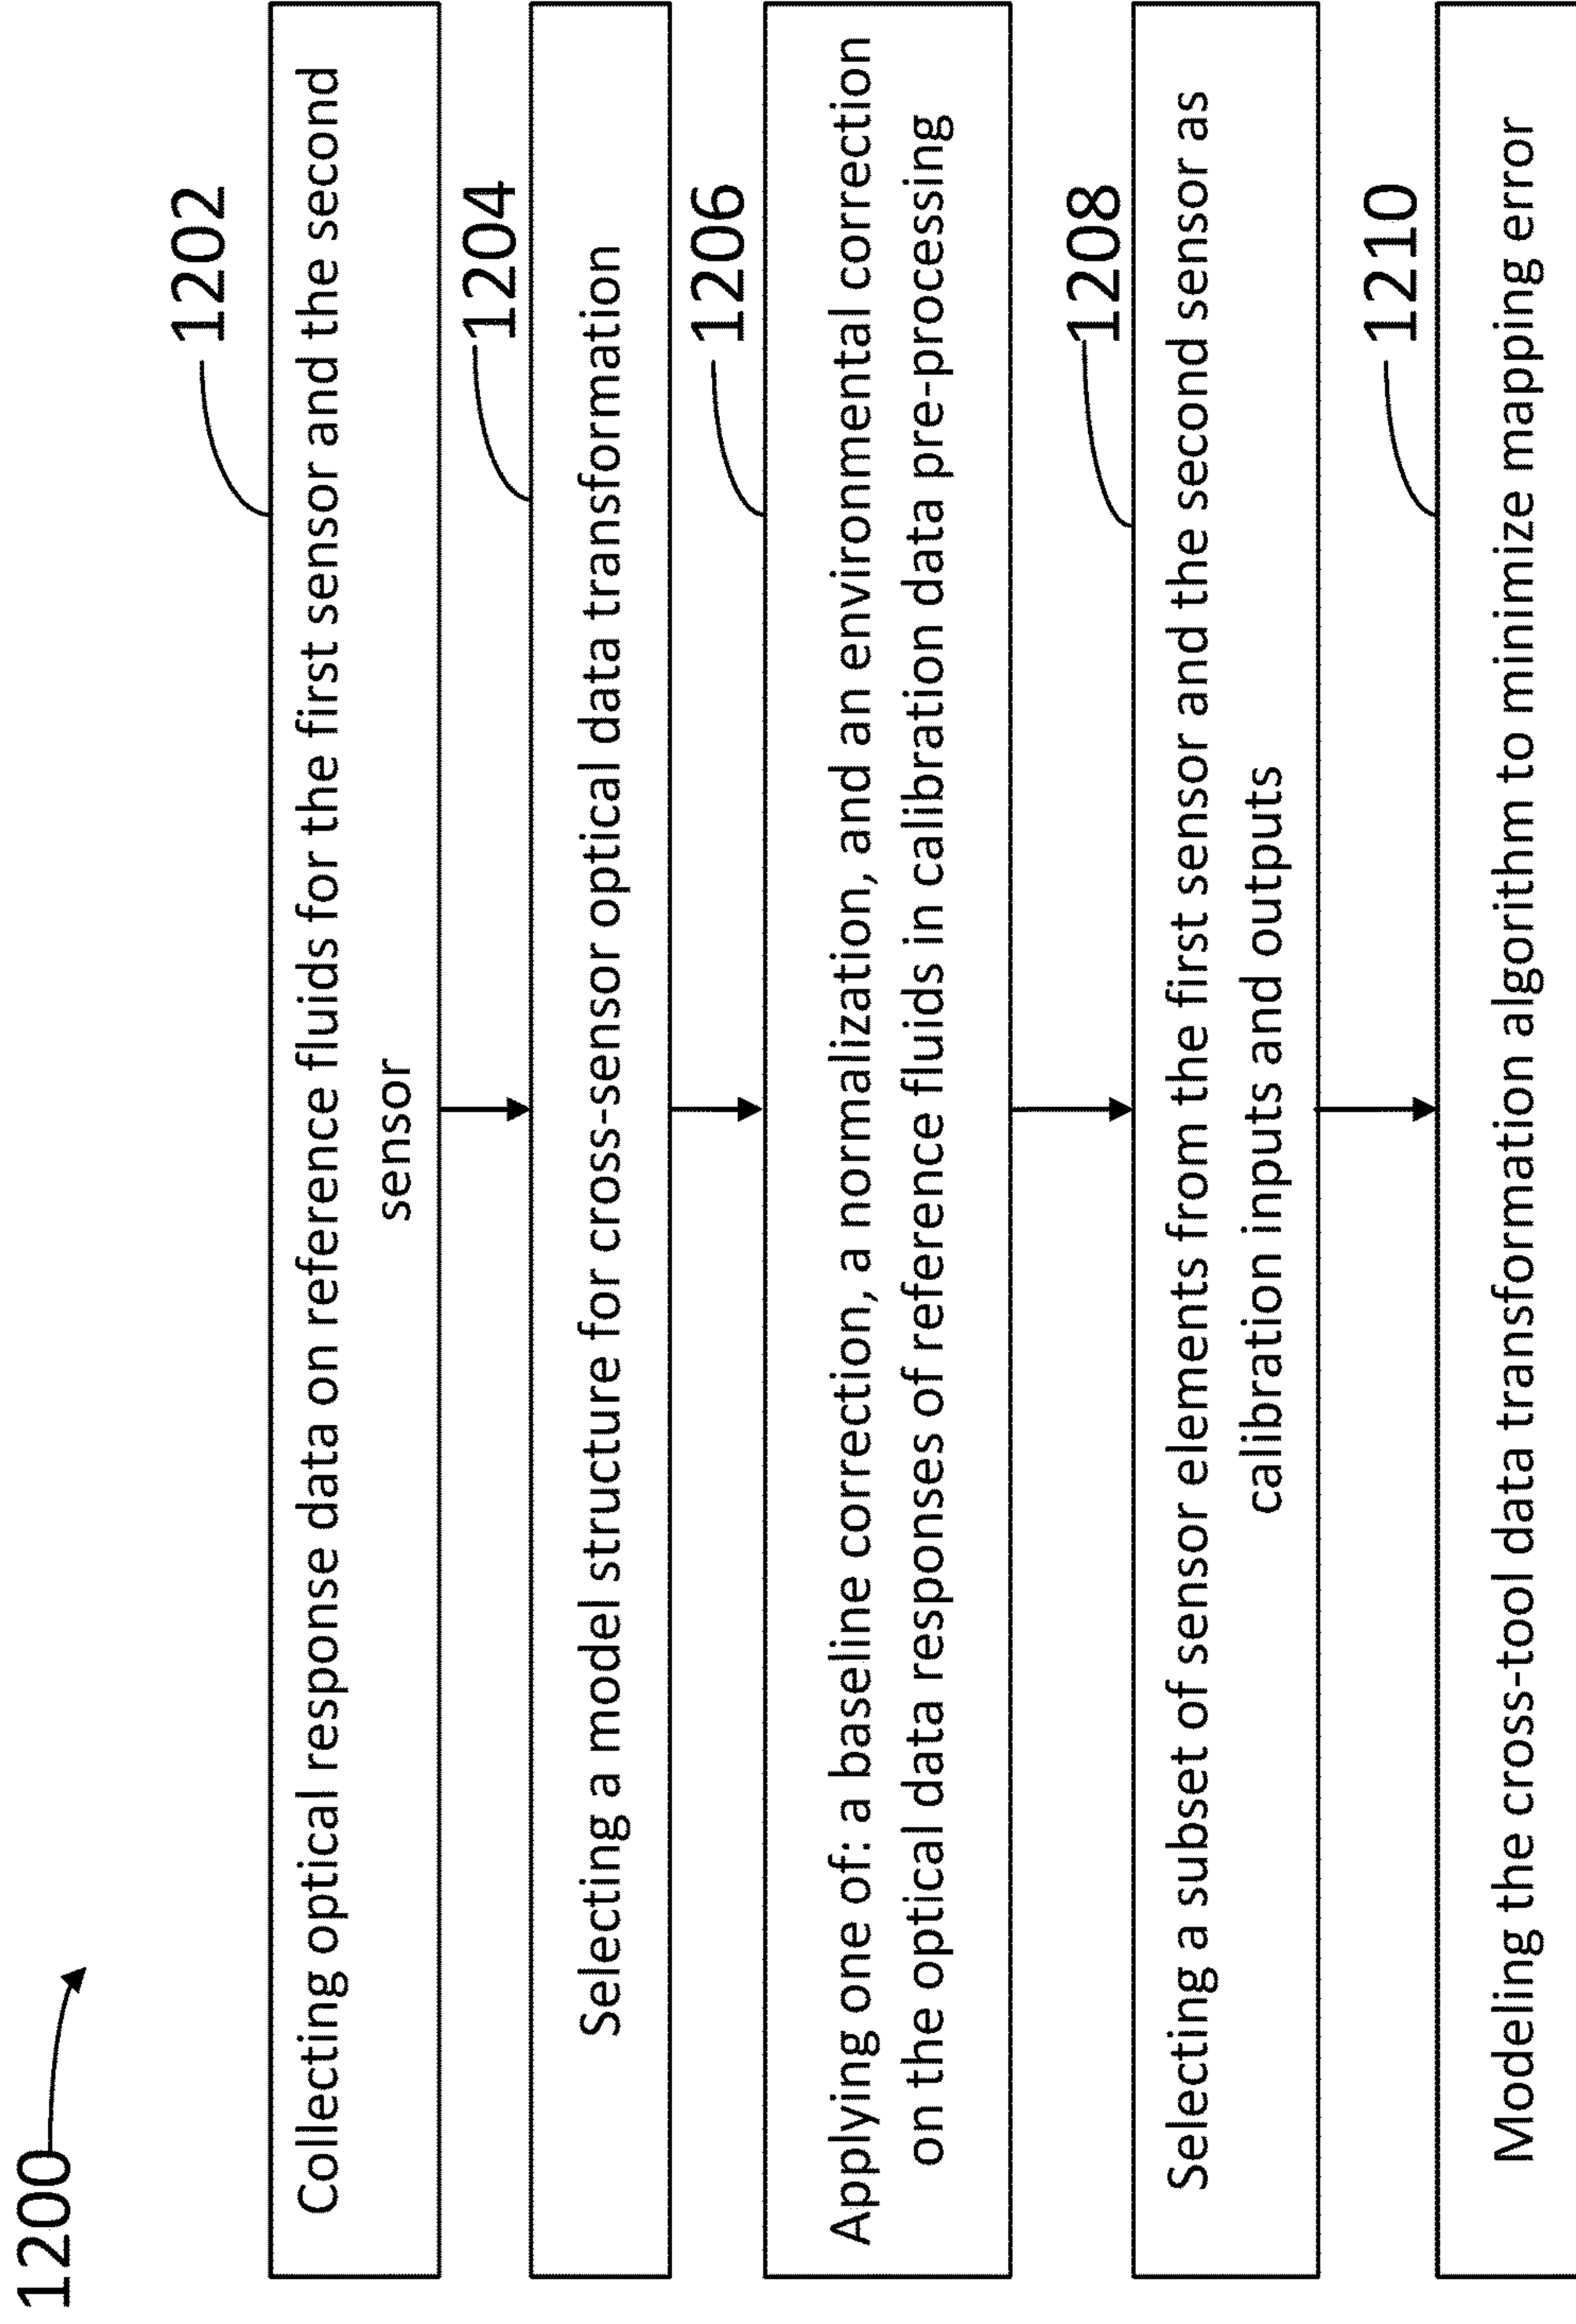 1200
1202
Collecting optical response data on reference fluids for the first sensor and the second
sensor
1204
Selecting a model structure for cross-sensor optical data transformation
1206
Applying one of: a baseline correction, a normalization, and an environmental correction
on the optical data responses of reference fluids in calibration data pre-processing
1208
Selecting a subset of sensor elements from the first sensor and the second sensor as
calibration inputs and outputs
1210
Modeling the cross-tool data transformation algorithm to minimize mapping error